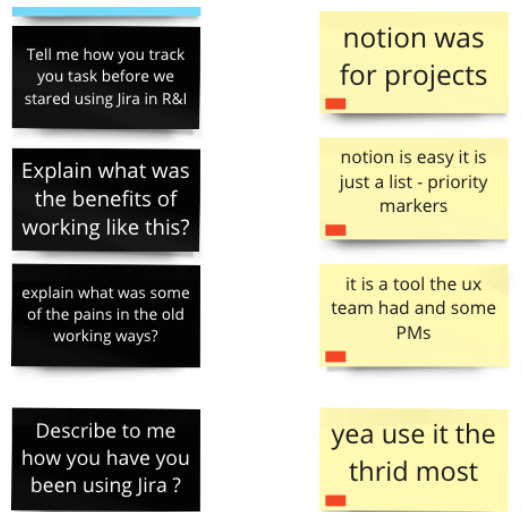 Tell me how you track
you task before we
stared using Jira in R&I
notion was
for projects
Explain what was
the benefits of
working like this?
notion is easy it is
just a list - priority
markers
explain what was some
of the pains in the old
working ways?
it is a tool the ux
team had and some
PMs
Describe to me
how you have you
been using Jira ?
yea use it the
thrid most